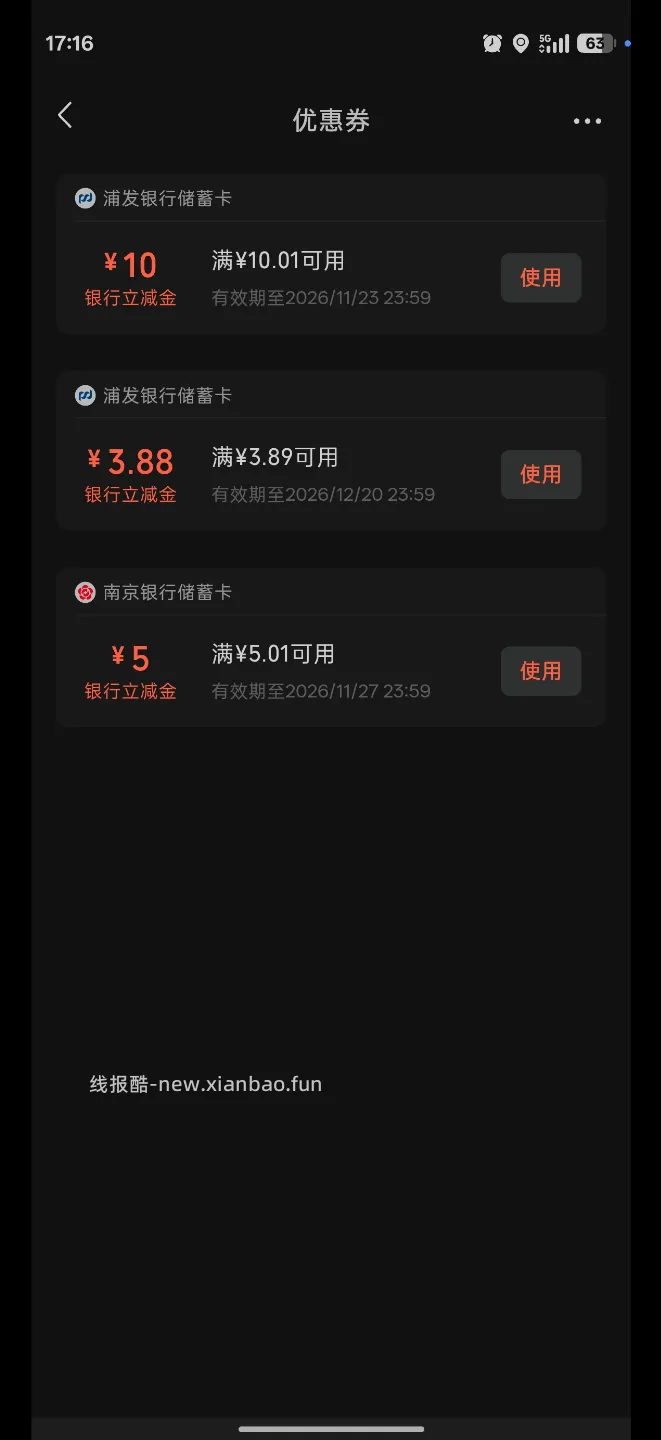 17:16
5G
63
优惠券
浦发银行储蓄卡
¥10
满¥10.01可用
银行立减金
有效期至2026/11/23 23:59
使用
浦发银行储蓄卡
¥3.88
满¥3.89可用
银行立减金
有效期至2026/12/20 23:59
使用
南京银行储蓄卡
¥5
满¥5.01可用
银行立减金
有效期至2026/11/27 23:59
使用
线报酷-new.xianbao.fun